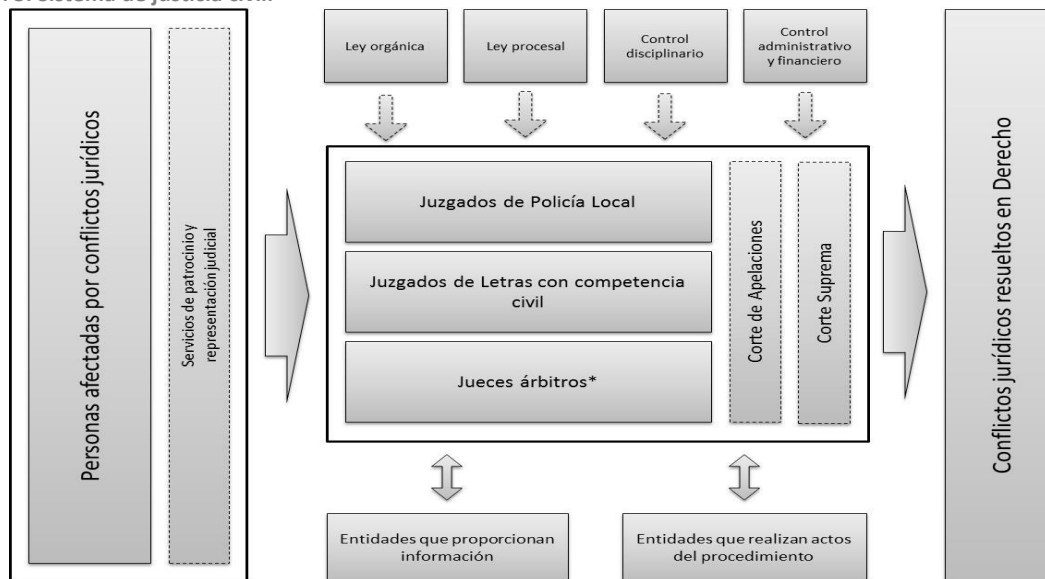 Personas afectadas por conflictos jurídicos
Servicios de patrocinio y
representación judicial
Ley orgánica
Ley procesal
Control
disciplinario
Control
administrativo
y financiero
Juzgados de Policía Local
Juzgados de Letras con competencia
civil
Jueces árbitros*
Corte de Apelaciones
Corte Suprema
Entidades que proporcionan
información
Entidades que realizan actos
del procedimiento
Conflictos jurídicos resueltos en Derecho